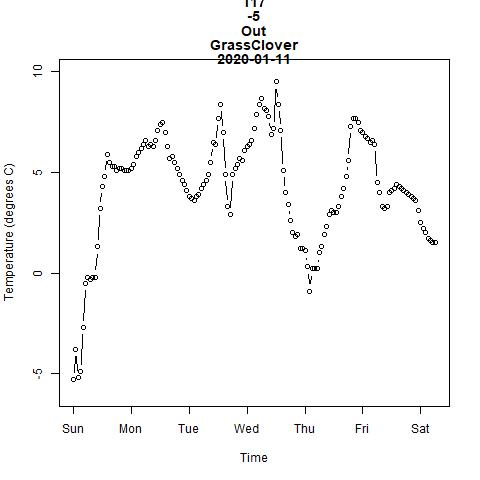 117
-5
Out
GrassClover
2020-01-11
Temperature (degrees C)
10
5
0
-5
Sun Mon Tue Wed Thu Fri Sat
Time